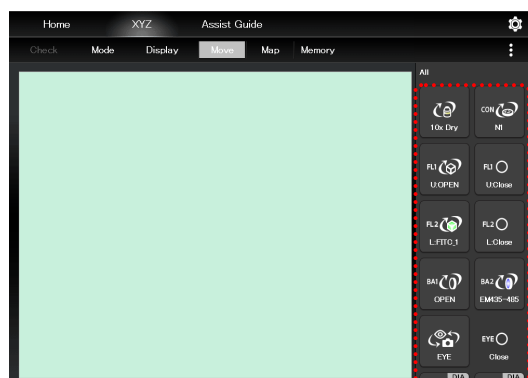 Home XYZ Assist Guide
Check Mode Display Move Map Memory
All
10x Dry
CON
N1
FL1
U:OPEN
FL1
U:Close
FL2
L:FITC_1
FL2
L:Close
BA1
OPEN
BA2
EM435-485
EYE
EYE
Close
DIA
DIA